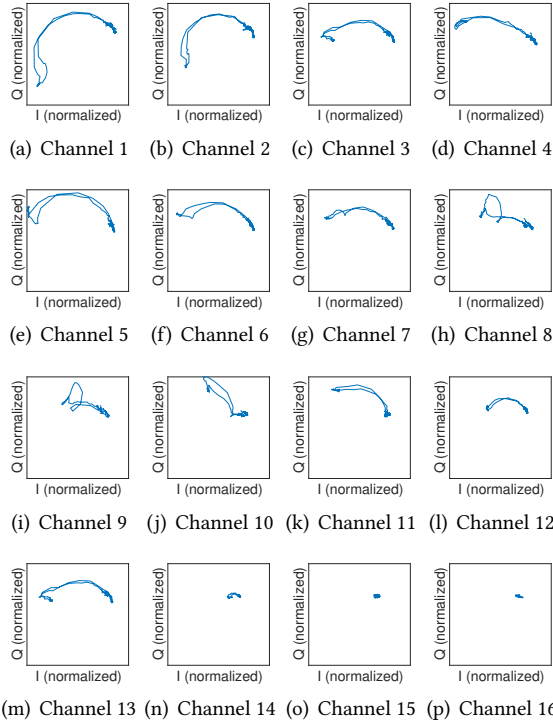 Q (normalized) Q (normalized) Q (normalized) Q (normalized)
I (normalized) I (normalized) I (normalized) I (normalized)
(a) Channel 1 (b) Channel 2 (c) Channel 3 (d) Channel 4
Q (normalized) Q (normalized) Q (normalized) Q (normalized)
I (normalized) I (normalized) I (normalized) I (normalized)
(e) Channel 5 (f) Channel 6 (g) Channel 7 (h) Channel 8
Q (normalized) Q (normalized) Q (normalized) Q (normalized)
I (normalized) I (normalized) I (normalized) I (normalized)
(i) Channel 9 (j) Channel 10 (k) Channel 11 (l) Channel 12
Q (normalized) Q (normalized) Q (normalized) Q (normalized)
I (normalized) I (normalized) I (normalized) I (normalized)
(m) Channel 13 (n) Channel 14 (o) Channel 15 (p) Channel 16